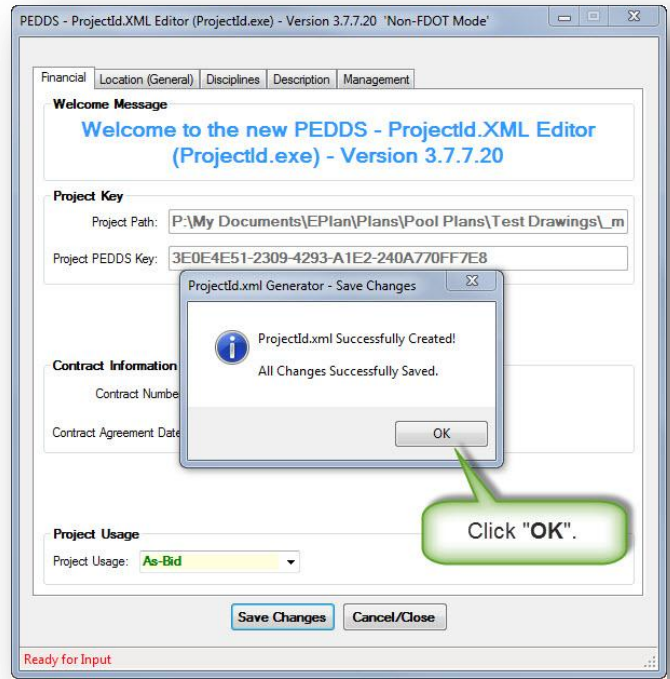 PEDDS - ProjectId.XML Editor (ProjectId.exe) - Version 3.7.7.20 'Non-FDOT Mode'
Financial Location (General) Disciplines Description Management
Welcome Message
Welcome to the new PEDDS - ProjectId.XML Editor
(ProjectId.exe) - Version 3.7.7.20
Project Key
Project Path: P:\My Documents\EPlan\Plans\Pool Plans\Test Drawings\_m
Project PEDDS Key: 3E0E4E51-2309-4293-A1E2-240A770FF7E8
ProjectId.xml Generator - Save Changes
ProjectId.xml Successfully Created!
All Changes Successfully Saved.
OK
Contract Information
Contract Numbe
Contract Agreement Date
Click "OK".
Project Usage
Project Usage: As-Bid
Save Changes Cancel/Close
Ready for Input